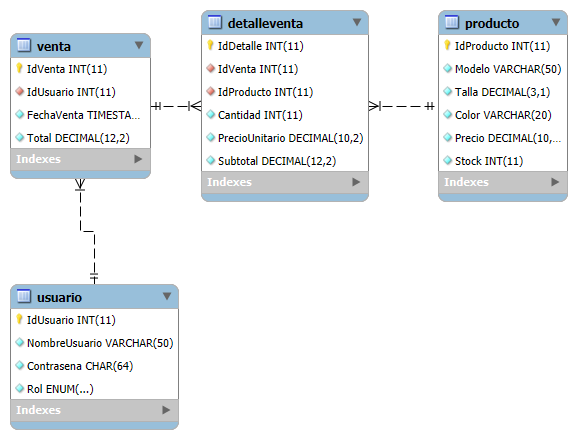 venta
IdVenta INT(11)
IdUsuario INT(11)
FechaVenta TIMESTA...
Total DECIMAL(12,2)
Indexes
detalleventa
IdDetalle INT(11)
IdVenta INT(11)
IdProducto INT(11)
Cantidad INT(11)
PrecioUnitario DECIMAL(10,2)
Subtotal DECIMAL(12,2)
Indexes
producto
IdProducto INT(11)
Modelo VARCHAR(50)
Talla DECIMAL(3,1)
Color VARCHAR(20)
Precio DECIMAL(10,...
Stock INT(11)
Indexes
usuario
IdUsuario INT(11)
NombreUsuario VARCHAR(50)
Contrasena CHAR(64)
Rol ENUM(...)
Indexes